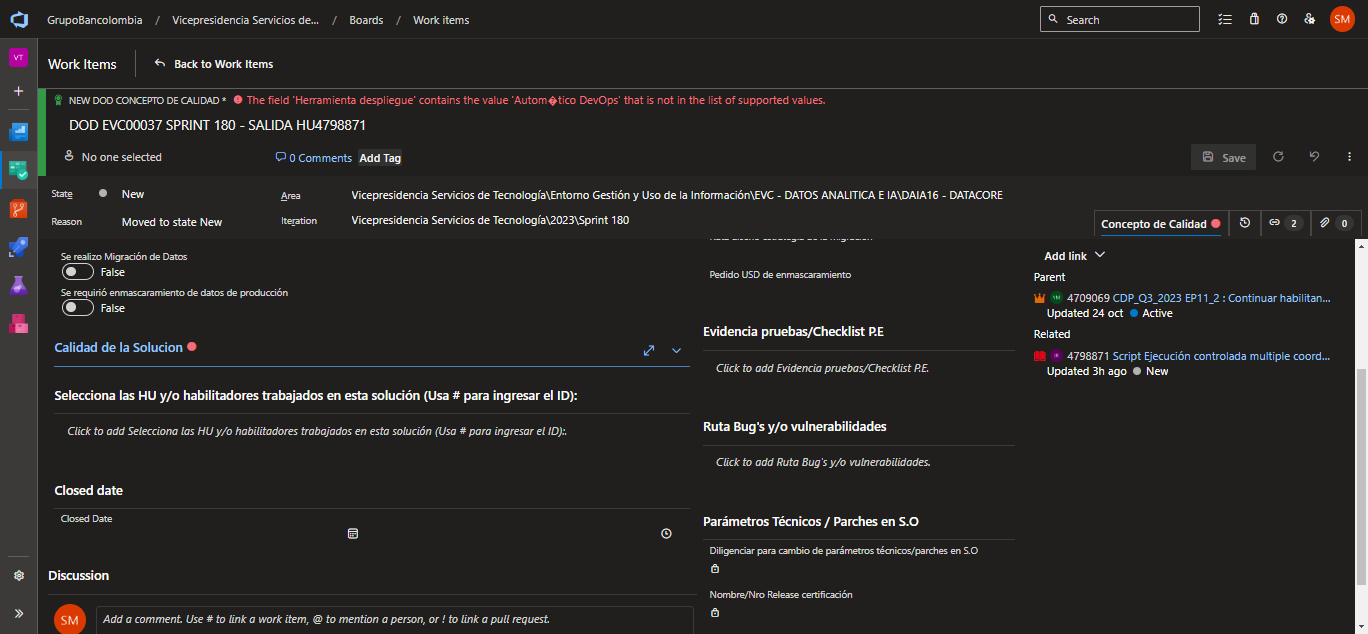 GrupoBancolombia / Vicepresidencia Servicios de... / Boards / Work items
Search
SM
VT
Work Items
Back to Work Items
NEW DOD CONCEPTO DE CALIDAD *
The field 'Herramienta despliegue' contains the value 'Autom�tico DevOps' that is not in the list of supported values.
DOD EVC00037 SPRINT 180 - SALIDA HU4798871
No one selected
0 Comments
Add Tag
Save
State
New
Area
Vicepresidencia Servicios de Tecnología\Entorno Gestión y Uso de la Información\EVC - DATOS ANALITICA E IA\DAIA16 - DATACORE
Reason
Moved to state New
Iteration
Vicepresidencia Servicios de Tecnología\2023\Sprint 180
Concepto de Calidad
2
0
Se realizo Migración de Datos
False
Se requirió enmascaramiento de datos de producción
False
Calidad de la Solucion
Selecciona las HU y/o habilitadores trabajados en esta solución (Usa # para ingresar el ID):
Click to add Selecciona las HU y/o habilitadores trabajados en esta solución (Usa # para ingresar el ID):.
Closed date
Closed Date
Discussion
SM
Add a comment. Use # to link a work item, @ to mention a person, or ! to link a pull request.
Pedido USD de enmascaramiento
Evidencia pruebas/Checklist P.E
Click to add Evidencia pruebas/Checklist P.E.
Ruta Bug's y/o vulnerabilidades
Click to add Ruta Bug's y/o vulnerabilidades.
Parámetros Técnicos / Parches en S.O
Diligenciar para cambio de parámetros técnicos/parches en S.O
Nombre/Nro Release certificación
Add link
Parent
4709069 CDP_Q3_2023 EP11_2 : Continuar habilitan...
Updated 24 oct
Active
Related
4798871 Script Ejecución controlada multiple coord...
Updated 3h ago
New